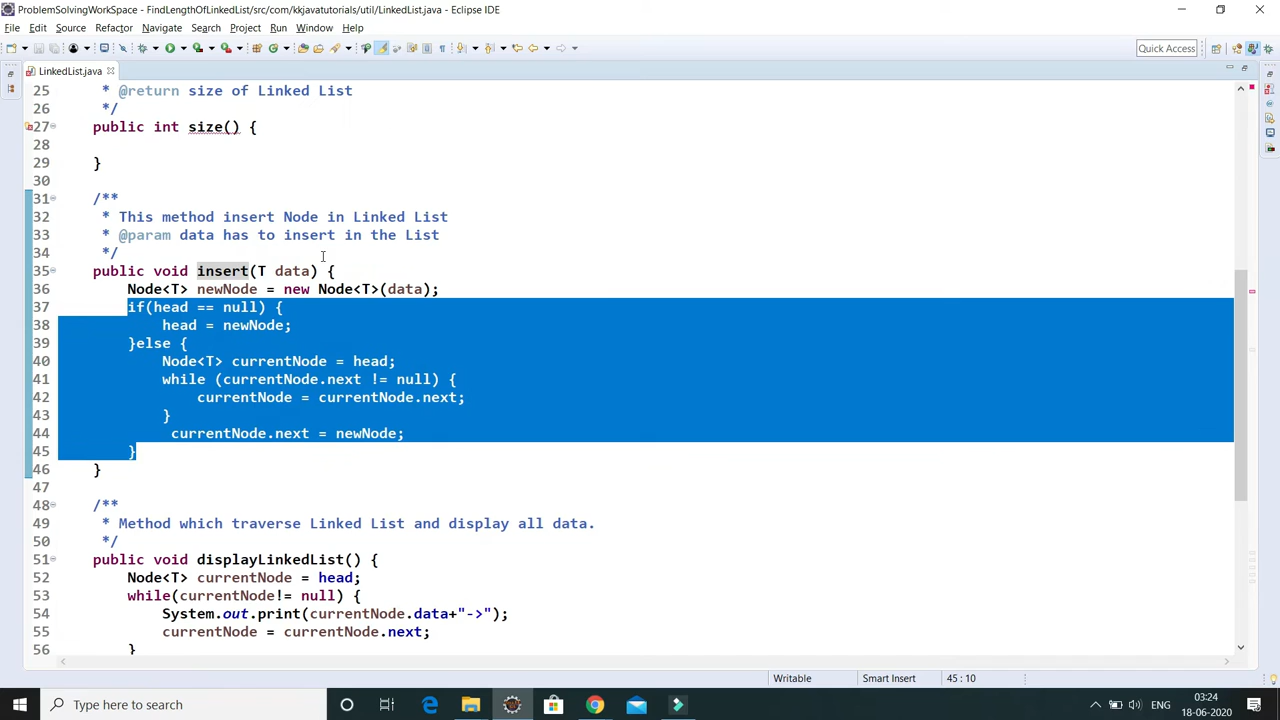 ProblemSolvingWorkSpace - FindLengthOfLinkedList/src/com/kkjavatutorials/util/LinkedList.java - Eclipse IDE
File Edit Source Refactor Navigate Search Project Run Window Help
Quick Access
LinkedList.java
25 * @return size of Linked List
26 */
27 public int size() {
28
29 }
30
31 /**
32 * This method insert Node in Linked List
33 * @param data has to insert in the List
34 */
35 public void insert(T data) {
36 Node<T> newNode = new Node<T>(data);
37 if(head == null) {
38 head = newNode;
39 }else {
40 Node<T> currentNode = head;
41 while (currentNode.next != null) {
42 currentNode = currentNode.next;
43 }
44 currentNode.next = newNode;
45 }
46 }
47
48 /**
49 * Method which traverse Linked List and display all data.
50 */
51 public void displayLinkedList() {
52 Node<T> currentNode = head;
53 while(currentNode!= null) {
54 System.out.print(currentNode.data+"->");
55 currentNode = currentNode.next;
56 }
Writable Smart Insert 45 : 10
Type here to search
ENG
03:24
18-06-2020